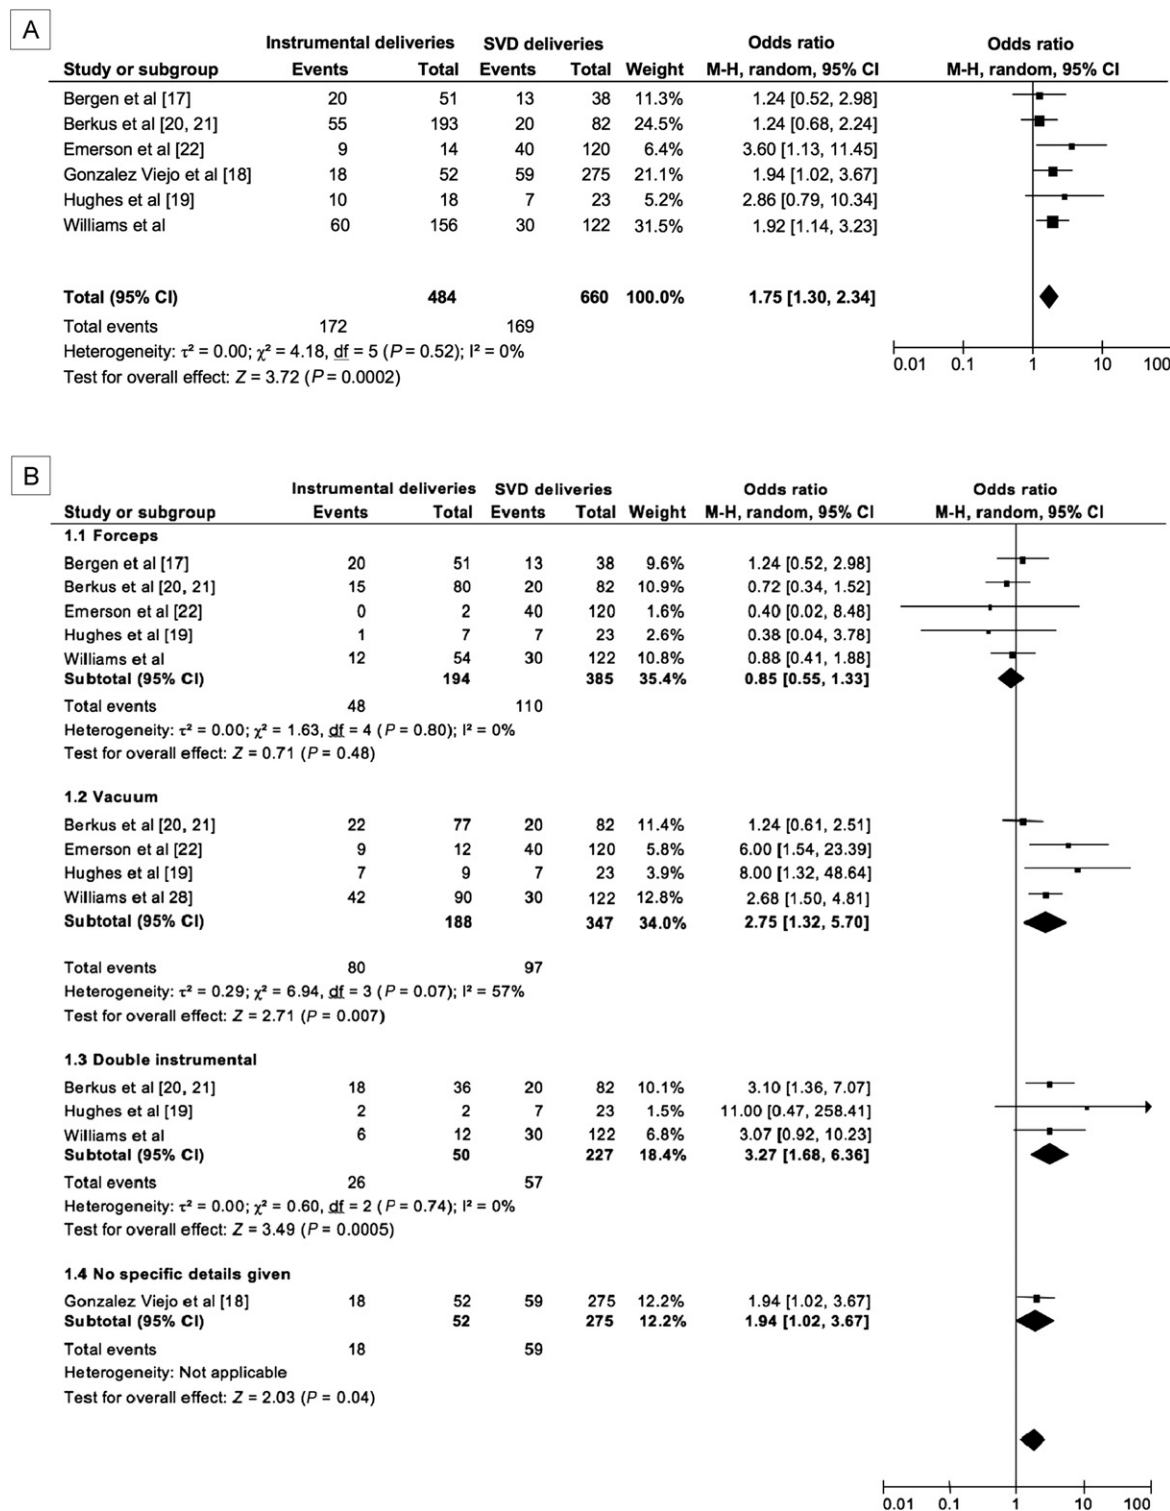 A
Instrumental deliveries SVD deliveries Odds ratio Odds ratio
Study or subgroup Events Total Events Total Weight M-H, random, 95% CI M-H, random, 95% CI
Bergen et al [17] 20 51 13 38 11.3% 1.24 [0.52, 2.98]
Berkus et al [20, 21] 55 193 20 82 24.5% 1.24 [0.68, 2.24]
Emerson et al [22] 9 14 40 120 6.4% 3.60 [1.13, 11.45]
Gonzalez Viejo et al [18] 18 52 59 275 21.1% 1.94 [1.02, 3.67]
Hughes et al [19] 10 18 7 23 5.2% 2.86 [0.79, 10.34]
Williams et al 60 156 30 122 31.5% 1.92 [1.14, 3.23]
Total (95% CI) 484 660 100.0% 1.75 [1.30, 2.34]
Total events 172 169
Heterogeneity: τ² = 0.00; χ² = 4.18, df = 5 (P = 0.52); I² = 0%
Test for overall effect: Z = 3.72 (P = 0.0002)
0.01 0.1 1 10 100
B
Instrumental deliveries SVD deliveries Odds ratio Odds ratio
Study or subgroup Events Total Events Total Weight M-H, random, 95% CI M-H, random, 95% CI
1.1 Forceps
Bergen et al [17] 20 51 13 38 9.6% 1.24 [0.52, 2.98]
Berkus et al [20, 21] 15 80 20 82 10.9% 0.72 [0.34, 1.52]
Emerson et al [22] 0 2 40 120 1.6% 0.40 [0.02, 8.48]
Hughes et al [19] 1 7 7 23 2.6% 0.38 [0.04, 3.78]
Williams et al 12 54 30 122 10.8% 0.88 [0.41, 1.88]
Subtotal (95% CI) 194 385 35.4% 0.85 [0.55, 1.33]
Total events 48 110
Heterogeneity: τ² = 0.00; χ² = 1.63, df = 4 (P = 0.80); I² = 0%
Test for overall effect: Z = 0.71 (P = 0.48)
1.2 Vacuum
Berkus et al [20, 21] 22 77 20 82 11.4% 1.24 [0.61, 2.51]
Emerson et al [22] 9 12 40 120 5.8% 6.00 [1.54, 23.39]
Hughes et al [19] 7 9 7 23 3.9% 8.00 [1.32, 48.64]
Williams et al 28] 42 90 30 122 12.8% 2.68 [1.50, 4.81]
Subtotal (95% CI) 188 347 34.0% 2.75 [1.32, 5.70]
Total events 80 97
Heterogeneity: τ² = 0.29; χ² = 6.94, df = 3 (P = 0.07); I² = 57%
Test for overall effect: Z = 2.71 (P = 0.007)
1.3 Double instrumental
Berkus et al [20, 21] 18 36 20 82 10.1% 3.10 [1.36, 7.07]
Hughes et al [19] 2 2 7 23 1.5% 11.00 [0.47, 258.41]
Williams et al 6 12 30 122 6.8% 3.07 [0.92, 10.23]
Subtotal (95% CI) 50 227 18.4% 3.27 [1.68, 6.36]
Total events 26 57
Heterogeneity: τ² = 0.00; χ² = 0.60, df = 2 (P = 0.74); I² = 0%
Test for overall effect: Z = 3.49 (P = 0.0005)
1.4 No specific details given
Gonzalez Viejo et al [18] 18 52 59 275 12.2% 1.94 [1.02, 3.67]
Subtotal (95% CI) 52 275 12.2% 1.94 [1.02, 3.67]
Total events 18 59
Heterogeneity: Not applicable
Test for overall effect: Z = 2.03 (P = 0.04)
0.01 0.1 1 10 100